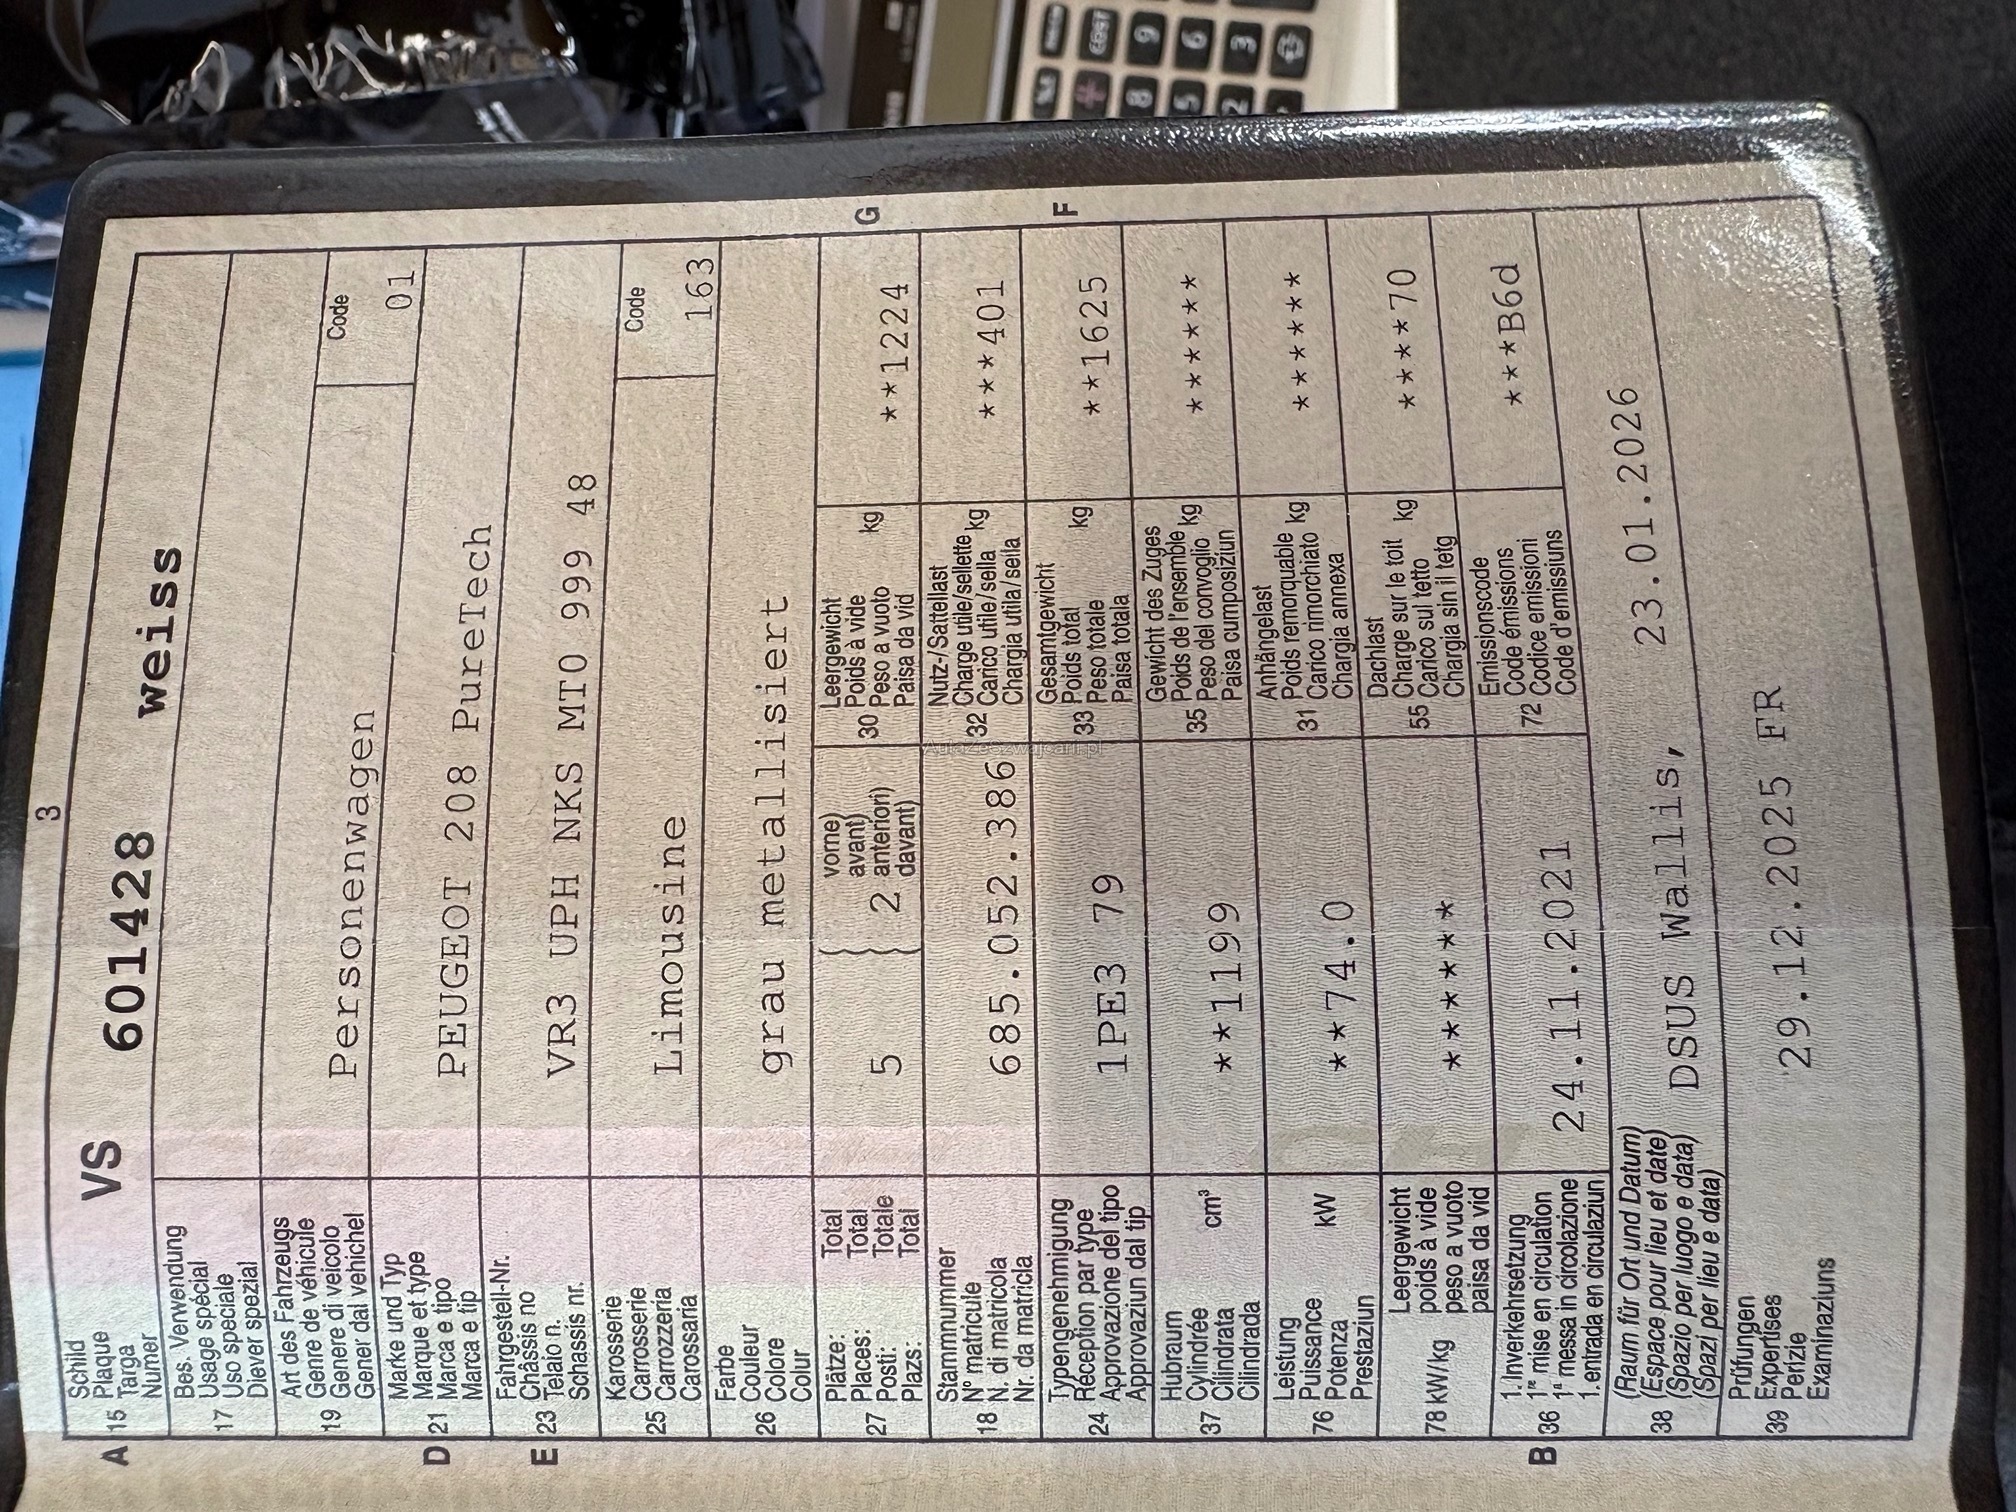 3
A 15 Schild
Plaque
Targa
Numer
VS 601428 weiss
17 Bes. Verwendung
Usage spécial
Uso speciale
Diever spezial
19 Art des Fahrzeugs
Genre de véhicule
Genere di veicolo
Gener dal vehichel
Personenwagen
Code
01
D 21 Marke und Typ
Marque et type
Marca e tipo
Marca e tip
PEUGEOT 208 PureTech
E 23 Fahrgestell-Nr.
Châssis no
Telaio n.
Schassis nr.
VR3 UPH NKS MT0 999 48
25 Karosserie
Carrosserie
Carrozzeria
Carossaria
Limousine
Code
163
26 Farbe
Couleur
Colore
Colur
grau metallisiert
27 Plätze: Total
Places: Total
Posti: Totale
Plazs: Total
5
2
vorne)
avant)
anteriori)
davant)
30 Leergewicht
Poids à vide
Peso a vuoto
Paisa da vid
kg
**1224
G
18 Stammnummer
N° matricule
N. di matricola
Nr. da matricla
685.052.386
32 Nutz-/Sattellast
Charge utile/sellette
Carico utile/sella
Chargia utila/sella
kg
***401
24 Typengenehmigung
Réception par type
Approvazione del tipo
Approvaziun dal tip
1PE3 79
33 Gesamtgewicht
Poids total
Peso totale
Paisa totala
kg
**1625
F
37 Hubraum
Cylindrée
Cilindrata
Cilindrada
cm³
**1199
35 Gewicht des Zuges
Poids de l'ensemble
Peso del convoglio
Paisa cumposiziun
kg
******
76 Leistung
Puissance
Potenza
Prestaziun
kW
**74.0
31 Anhängelast
Poids remorquable
Carico rimorchiato
Chargia annexa
kg
******
78 kW/kg Leergewicht
poids à vide
peso a vuoto
paisa da vid
******
55 Dachlast
Charge sur le toit
Carico sul tetto
Chargia sin il tetg
kg
****70
B 36 1. Inverkehrsetzung
1re mise en circulation
1a messa in circolazione
1. entrada en circulaziun
24.11.2021
72 Emissionscode
Code émissions
Codice emissioni
Code d'emissiuns
***B6d
38 (Raum für Ort und Datum)
(Espace pour lieu et date)
(Spazio per luogo e data)
(Spazi per lieu e data)
DSUS Wallis, 23.01.2026
39 Prüfungen
Expertises
Perizie
Examinaziuns
29.12.2025 FR
AutazeSzwajcarii.pl
9
6
3
8
5
2